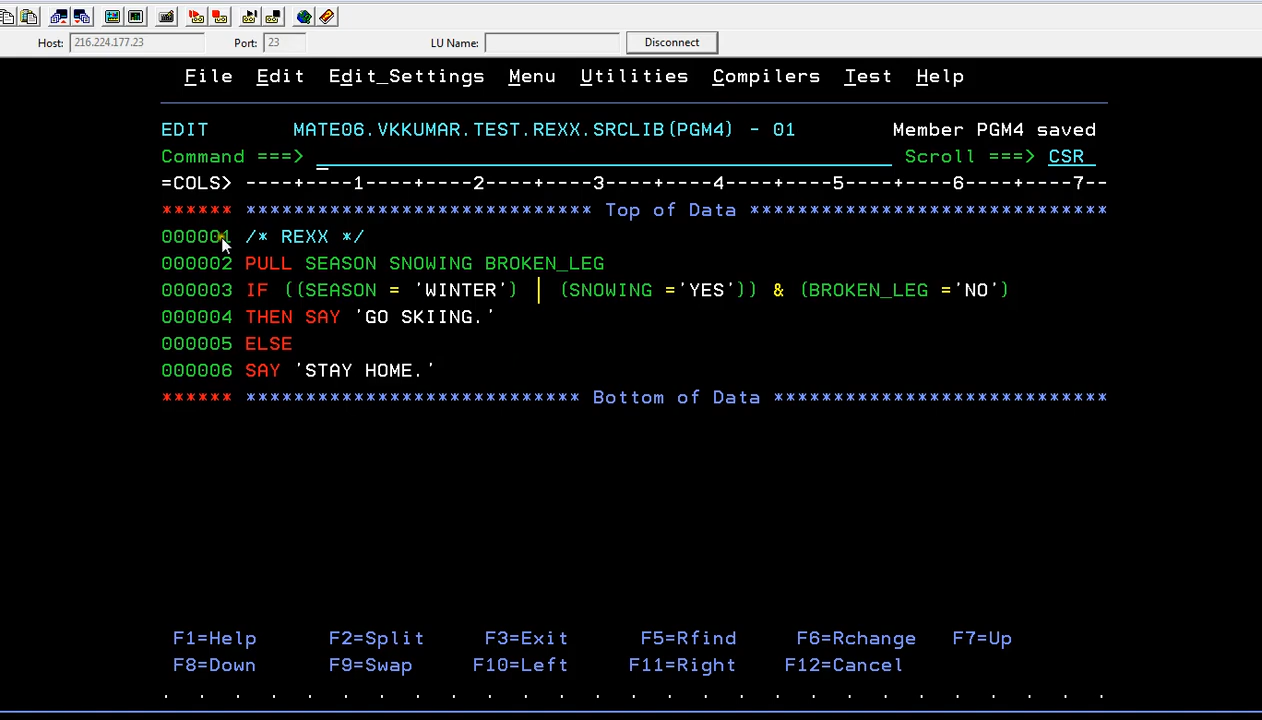 Host: 216.224.177.23 Port: 23 LU Name: Disconnect
File Edit Edit_Settings Menu Utilities Compilers Test Help
EDIT MATE06.VKKUMAR.TEST.REXX.SRCLIB(PGM4) - 01 Member PGM4 saved
Command ===> Scroll ===> CSR
=COLS> ----+----1----+----2----+----3----+----4----+----5----+----6----+----7--
****** ***************************** Top of Data ******************************
000001 /* REXX */
000002 PULL SEASON SNOWING BROKEN_LEG
000003 IF ((SEASON = 'WINTER') | (SNOWING ='YES')) & (BROKEN_LEG ='NO')
000004 THEN SAY 'GO SKIING.'
000005 ELSE
000006 SAY 'STAY HOME.'
****** **************************** Bottom of Data ****************************
F1=Help F2=Split F3=Exit F5=Rfind F6=Rchange F7=Up
F8=Down F9=Swap F10=Left F11=Right F12=Cancel
. . . . . . . . . . . . . . . . . . . . . . . . . . .